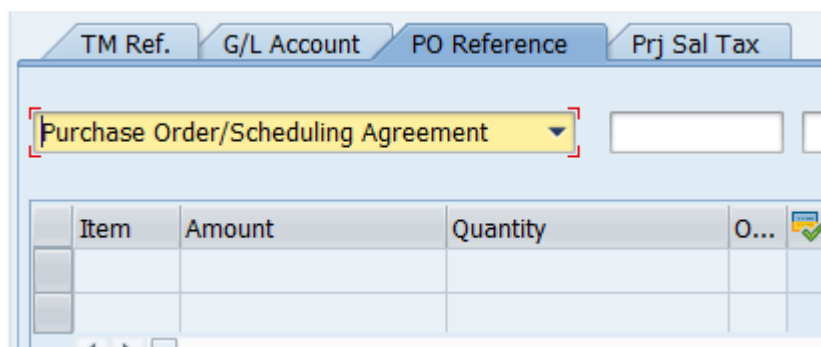 TM Ref. G/L Account PO Reference Prj Sal Tax
Purchase Order/Scheduling Agreement
Item Amount Quantity O...